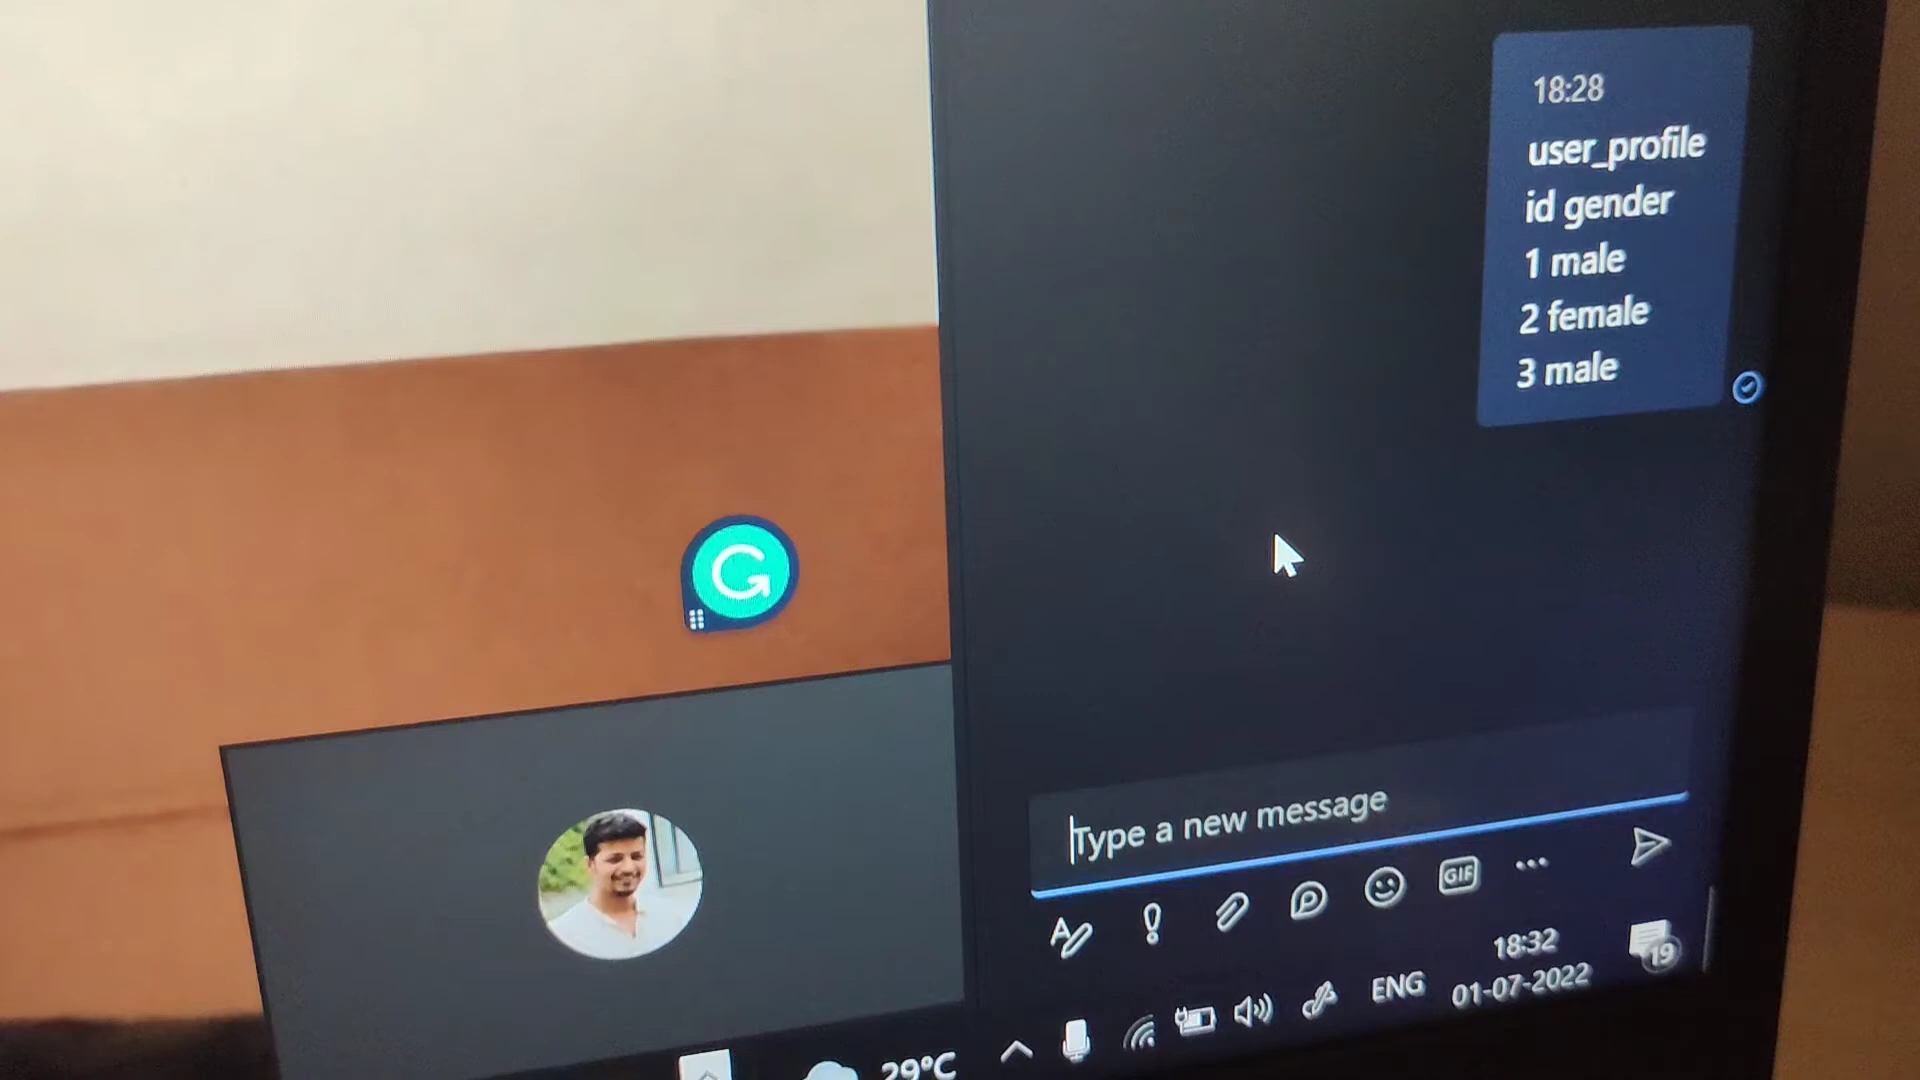 18:28
user_profile
id gender
1 male
2 female
3 male
Type a new message
GIF
18:32
19
ENG
01-07-2022
29°C